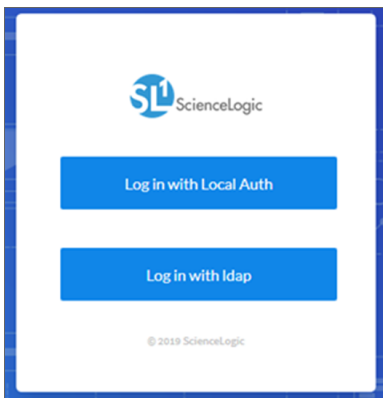 SL1 ScienceLogic
Log in with Local Auth
Log in with ldap
© 2019 ScienceLogic